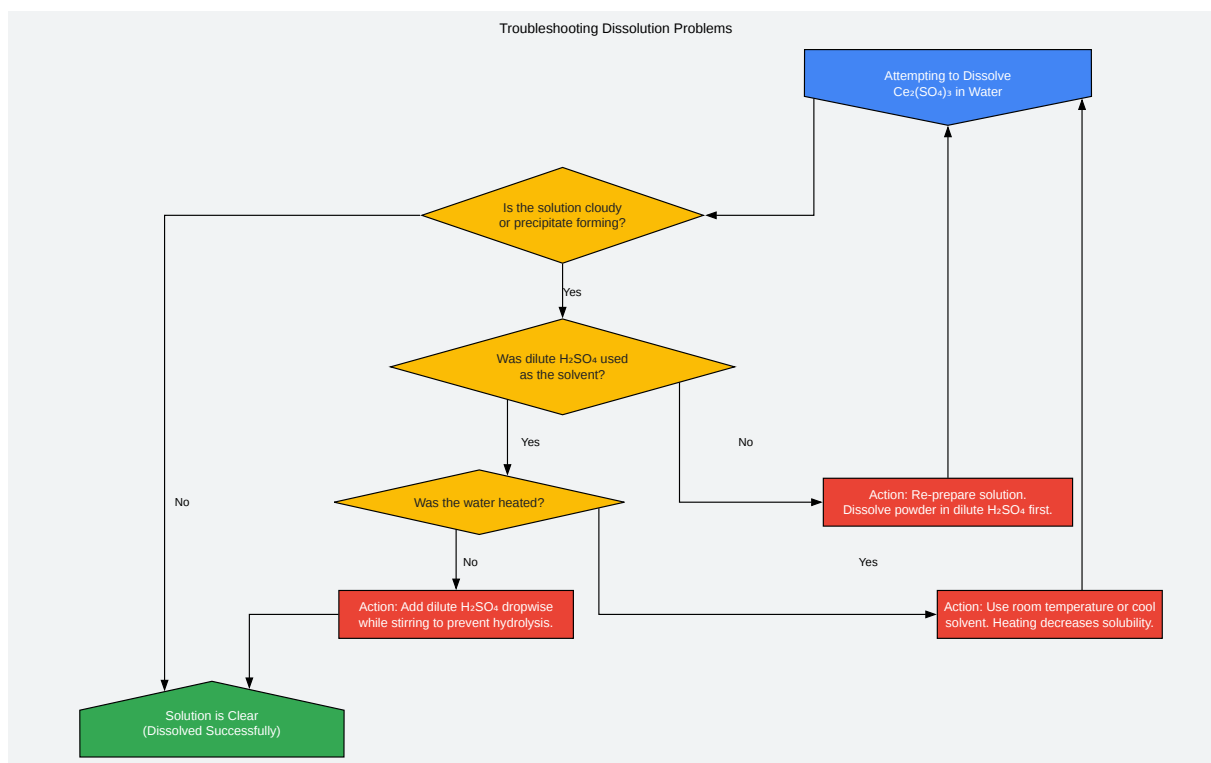 Troubleshooting Dissolution Problems
Attempting to Dissolve
Ce₂(SO₄)₃ in Water
Is the solution cloudy
or precipitate forming?
Yes
Was dilute H₂SO₄ used
as the solvent?
Yes
No
No
Was the water heated?
Action: Re-prepare solution.
Dissolve powder in dilute H₂SO₄ first.
No
Yes
Action: Add dilute H₂SO₄ dropwise
while stirring to prevent hydrolysis.
Action: Use room temperature or cool
solvent. Heating decreases solubility.
Solution is Clear
(Dissolved Successfully)